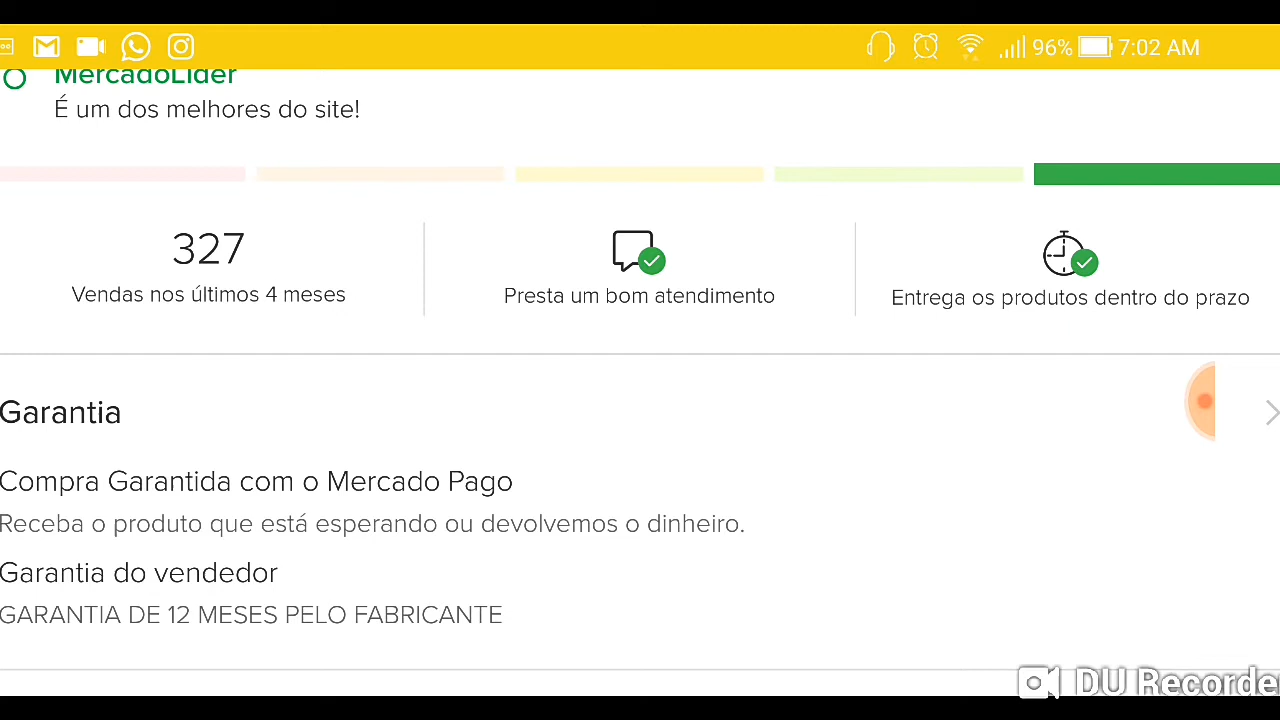 96% 7:02 AM
MercadoLíder
É um dos melhores do site!
327
Vendas nos últimos 4 meses
Presta um bom atendimento
Entrega os produtos dentro do prazo
Garantia
Compra Garantida com o Mercado Pago
Receba o produto que está esperando ou devolvemos o dinheiro.
Garantia do vendedor
GARANTIA DE 12 MESES PELO FABRICANTE
DU Recorde